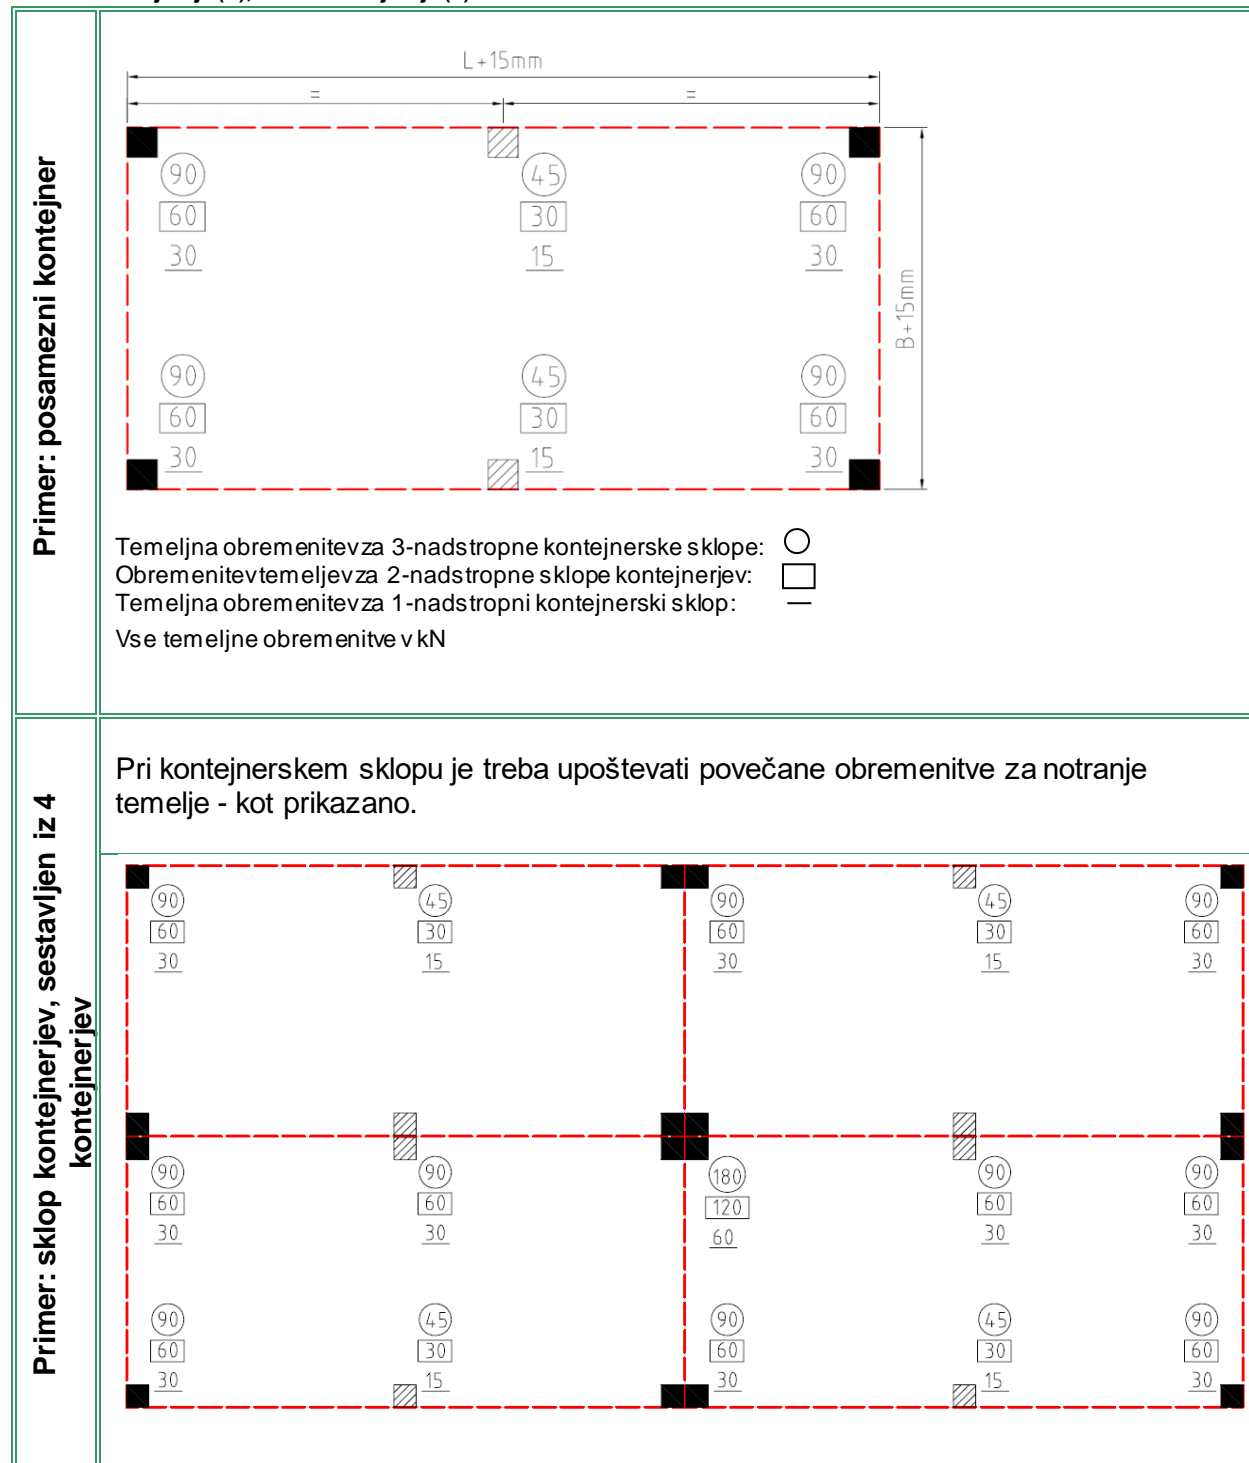 L+15mm
= =
90 45 90
60 30 60
30 15 30
B+15mm
90 45 90
60 30 60
30 15 30
Primer: posamezni kontejner
Temeljna obremenitev za 3-nadstropne kontejnerske sklope:
Obremenitev temeljev za 2-nadstropne sklope kontejnerjev:
Temeljna obremenitev za 1-nadstropni kontejnerski sklop:
Vse temeljne obremenitve v kN
Primer: sklop kontejnerjev, sestavljen iz 4
kontejnerjev
Pri kontejnerskem sklopu je treba upoštevati povečane obremenitve za notranje
temelje - kot prikazano.
90 45 90 45 90
60 30 60 30 60
30 15 30 15 30
90 90 180 90 90
60 60 120 60 60
30 30 60 30 30
90 45 90 45 90
60 30 60 30 60
30 15 30 15 30